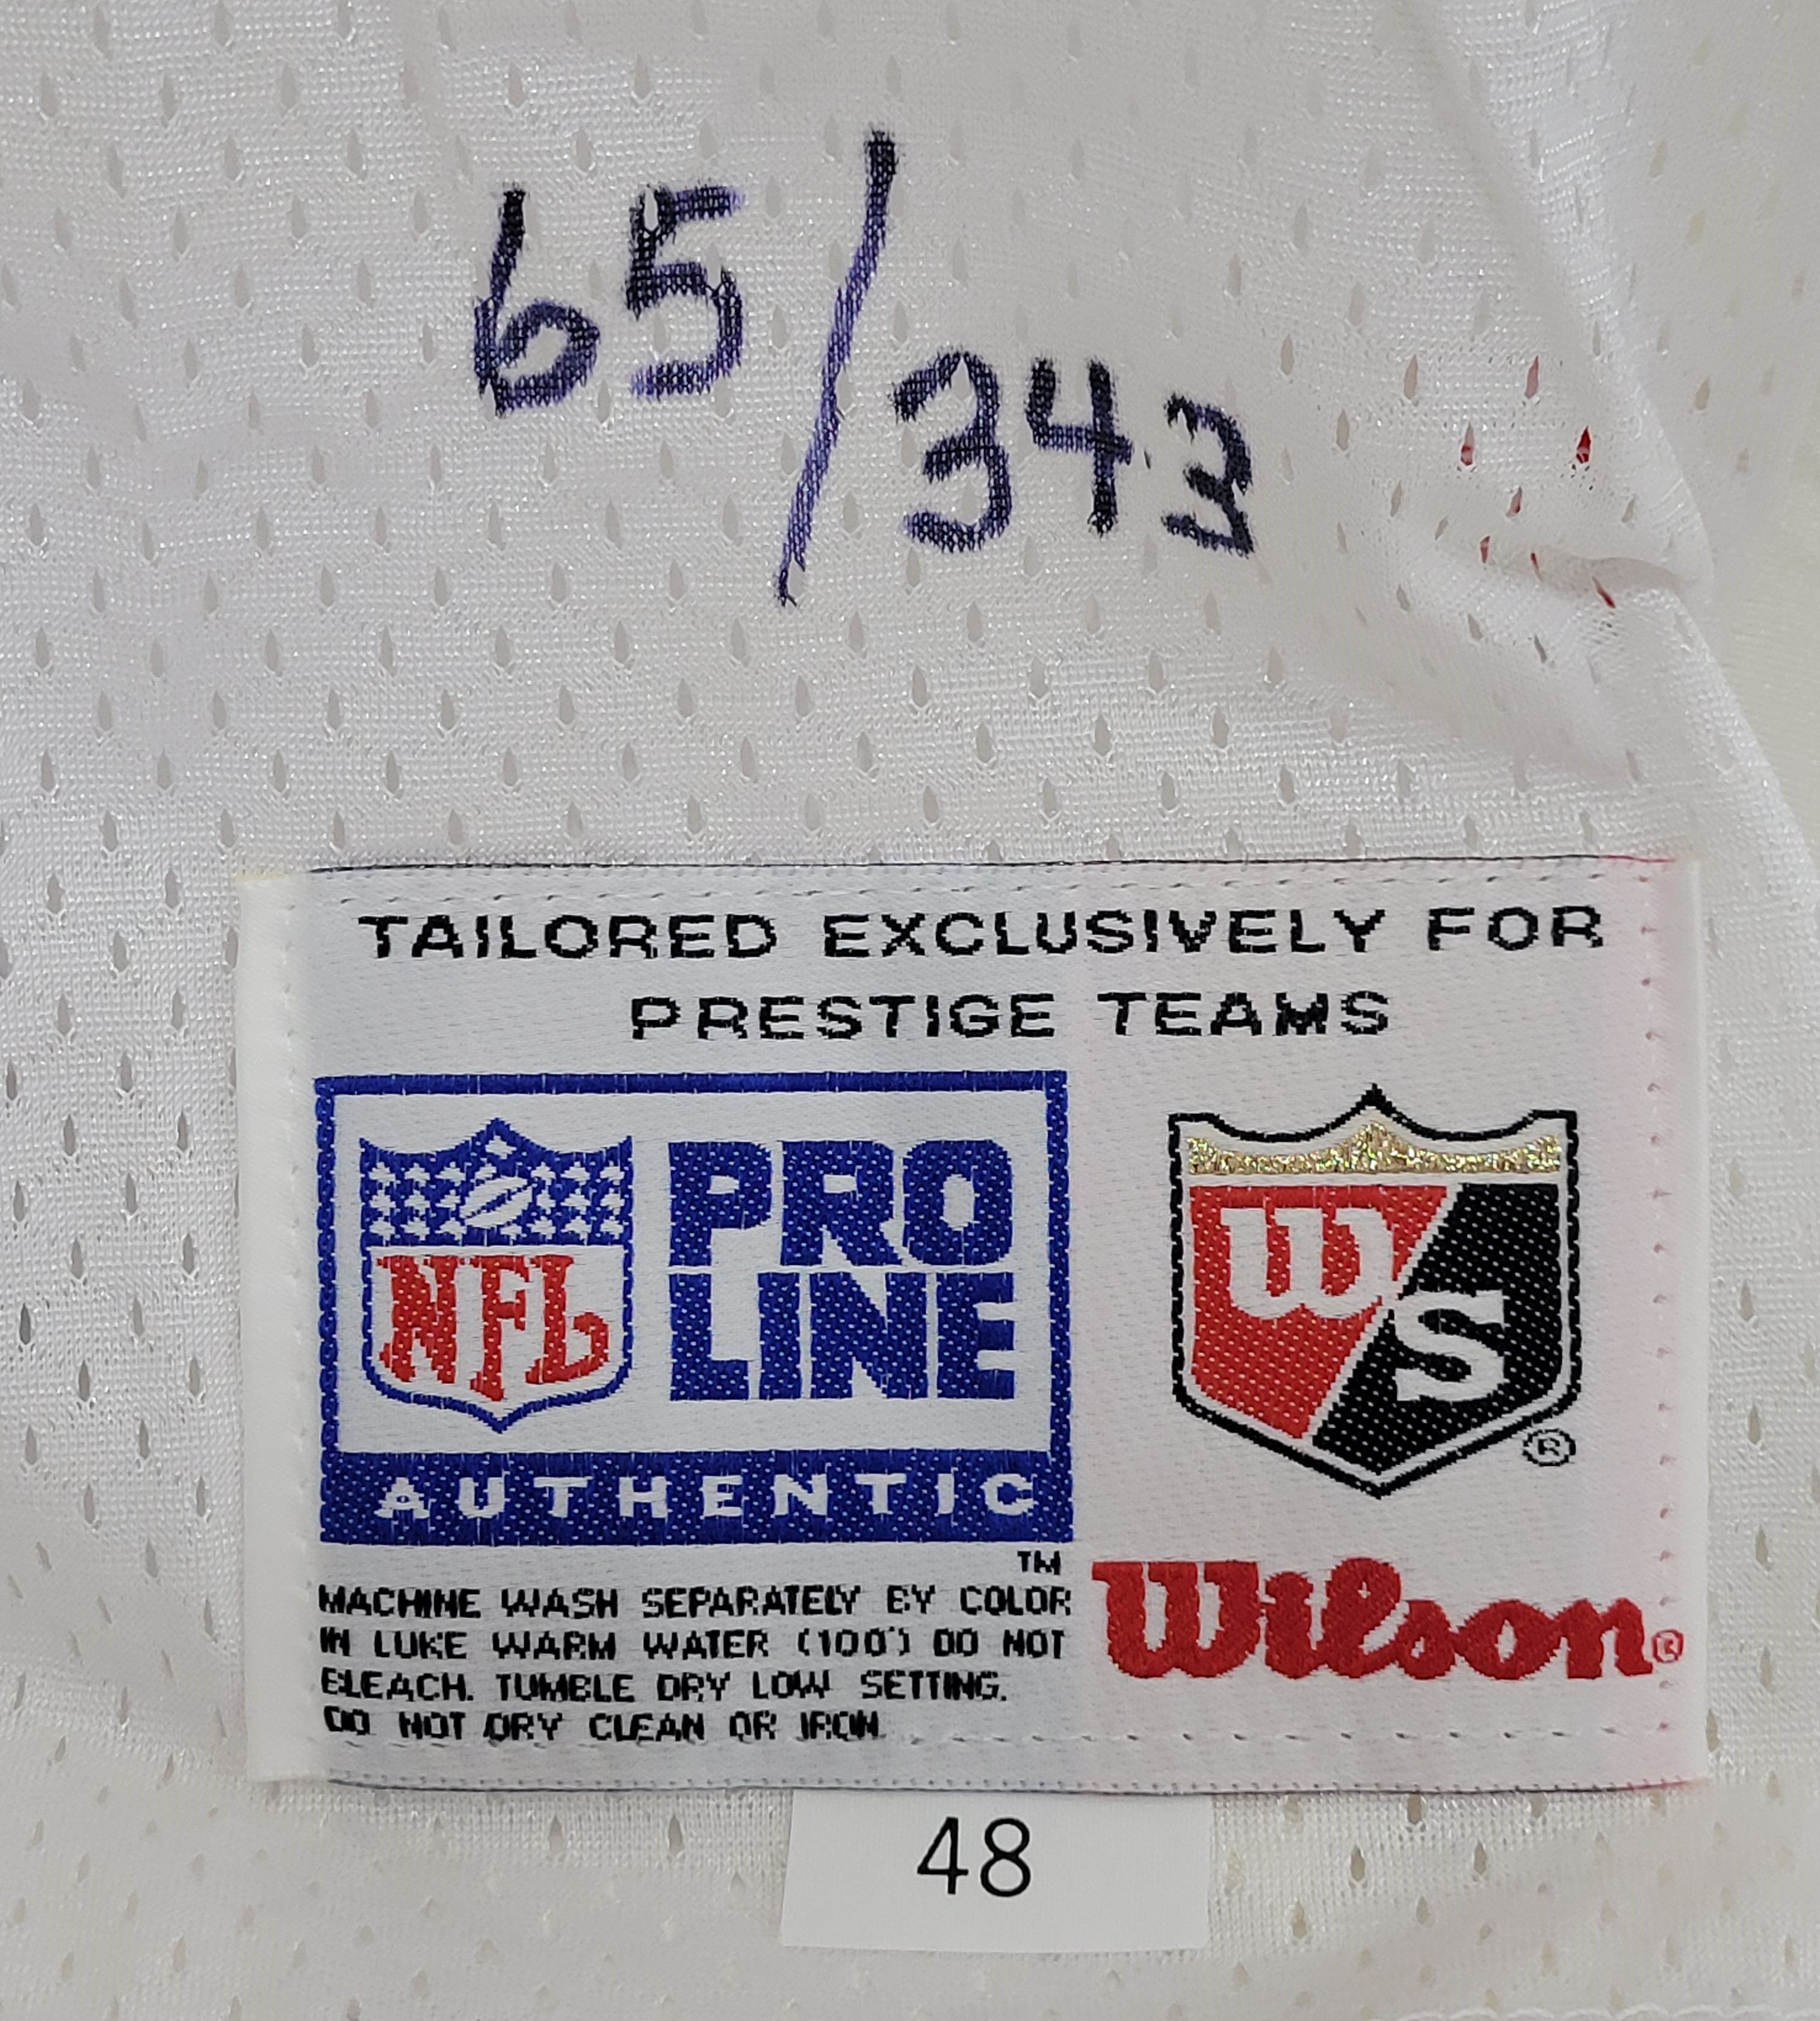 65/343
TAILORED EXCLUSIVELY FOR
PRESTIGE TEAMS
NFL
PRO
LINE
AUTHENTIC
TM
W
S
®
MACHINE WASH SEPARATELY BY COLOR
IN LUKE WARM WATER (100°) DO NOT
BLEACH. TUMBLE DRY LOW SETTING.
DO NOT DRY CLEAN OR IRON
Wilson®
48